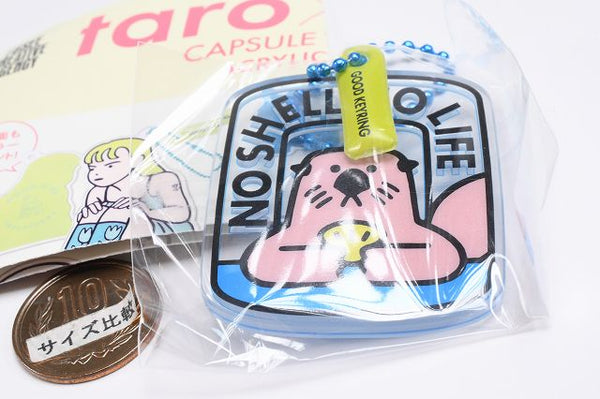 taro
CAPSULE
ACRYLIC
GOOD KEYRING
NO SHELL NO LIFE
10
サイズ比較